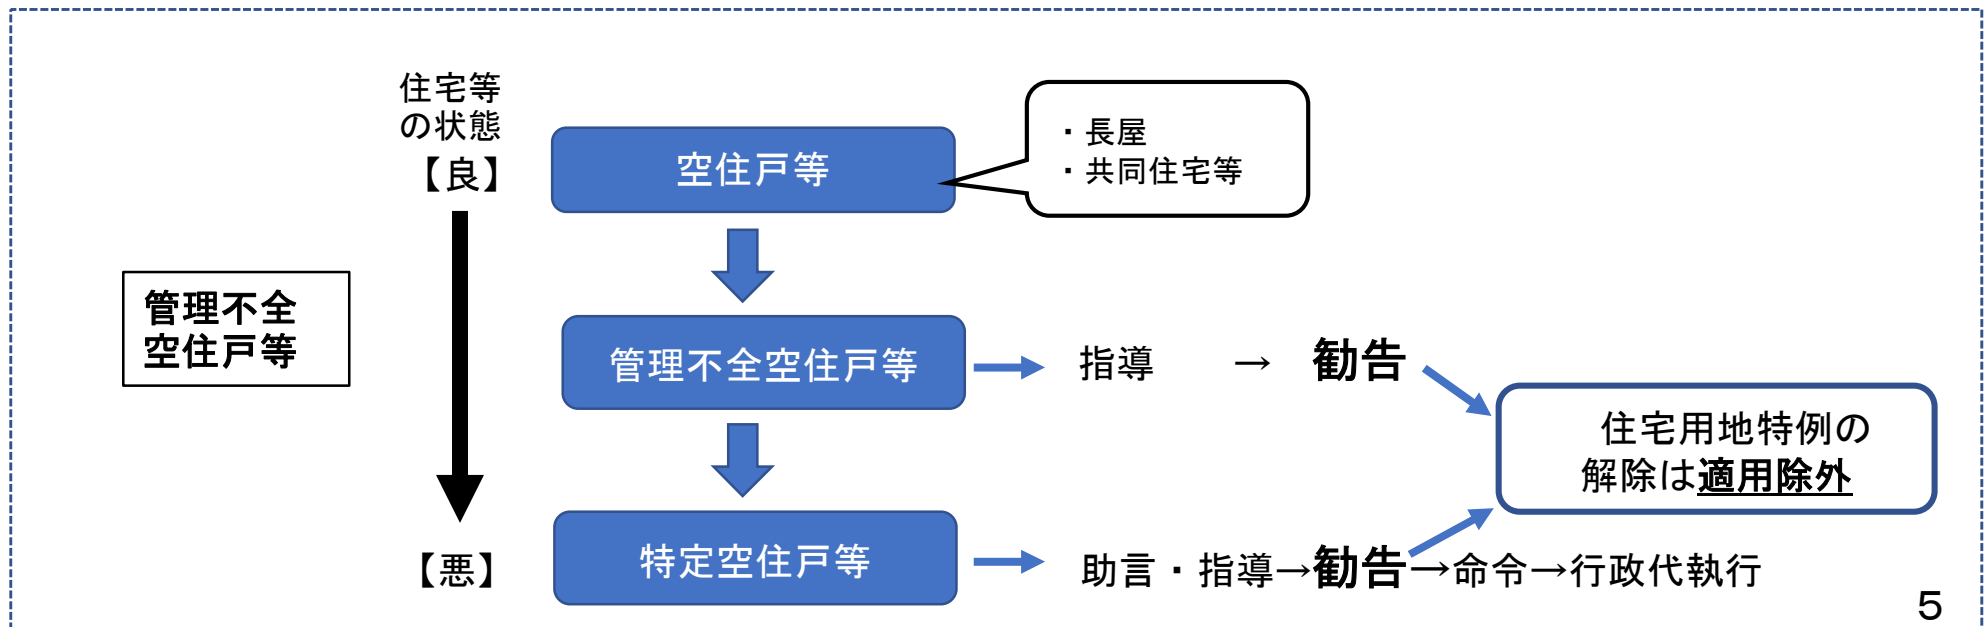 住宅等
の状態
【良】
空住戸等
・長屋
・共同住宅等
管理不全
空住戸等
管理不全空住戸等
指導 → 勧告
住宅用地特例の
解除は適用除外
【悪】
特定空住戸等
助言・指導→勧告→命令→行政代執行
5